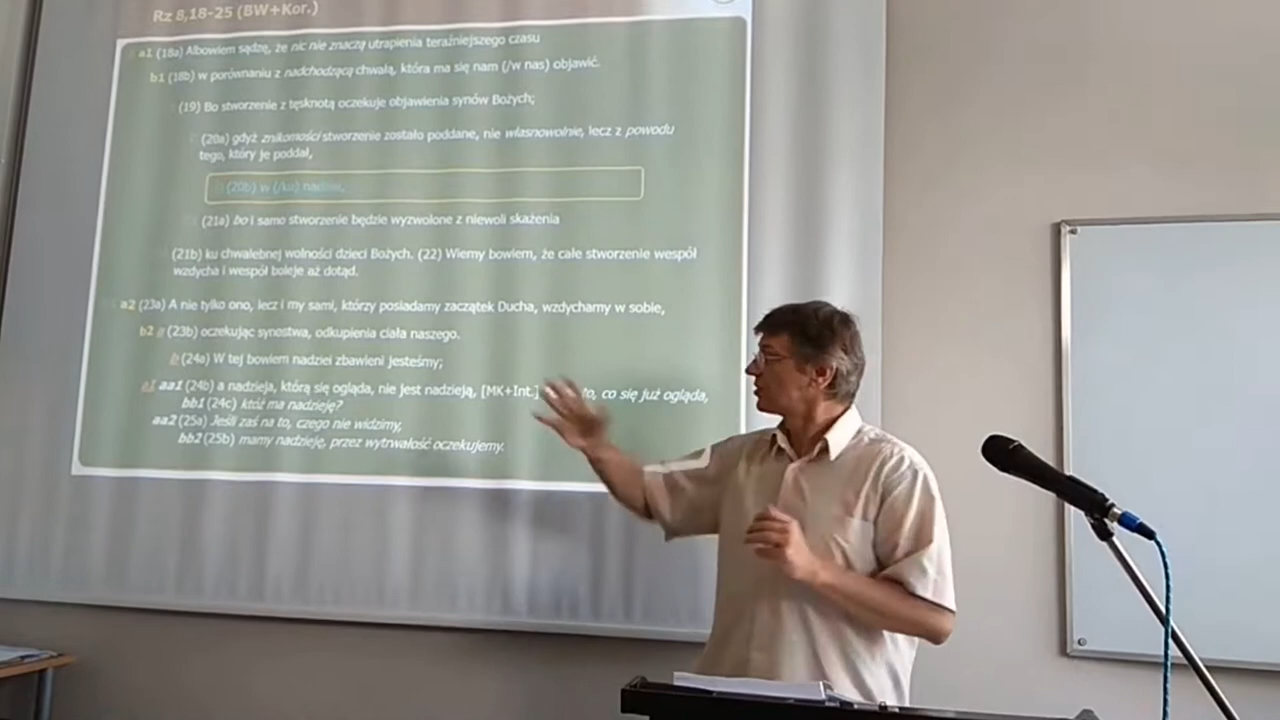 Rz 8,18-25 (BW+Kor.)
a1 (18a) Albowiem sądzę, że nic nie znaczą utrapienia teraźniejszego czasu
b1 (18b) w porównaniu z nadchodzącą chwałą, która ma się nam (/w nas) objawić.
(19) Bo stworzenie z tęsknotą oczekuje objawienia synów Bożych;
(20a) gdyż znikomości stworzenie zostało poddane, nie własnowolnie, lecz z powodu
tego, który je poddał,
(20b) w (/ku) nadziei,
(21a) bo i samo stworzenie będzie wyzwolone z niewoli skażenia
(21b) ku chwalebnej wolności dzieci Bożych. (22) Wiemy bowiem, że całe stworzenie wespół
wzdycha i wespół boleje aż dotąd.
a2 (23a) A nie tylko ono, lecz i my sami, którzy posiadamy zaczątek Ducha, wzdychamy w sobie,
b2 a (23b) oczekując synostwa, odkupienia ciała naszego.
b (24a) W tej bowiem nadziei zbawieni jesteśmy;
aa1 (24b) a nadzieja, którą się ogląda, nie jest nadzieją, [MK+Int.] to, co się już ogląda,
bb1 (24c) któż ma nadzieję?
aa2 (25a) Jeśli zaś na to, czego nie widzimy,
bb2 (25b) mamy nadzieję, przez wytrwałość oczekujemy.